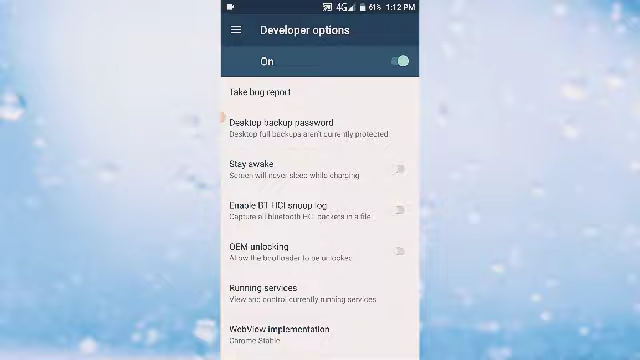 4G 61% 1:12 PM
Developer options
On
Take bug report
Desktop backup password
Desktop full backups aren't currently protected
Stay awake
Screen will never sleep while charging
Enable BT HCI snoop log
Capture all bluetooth HCI packets in a file
OEM unlocking
Allow the bootloader to be unlocked
Running services
View and control currently running services
WebView implementation
Chrome Stable